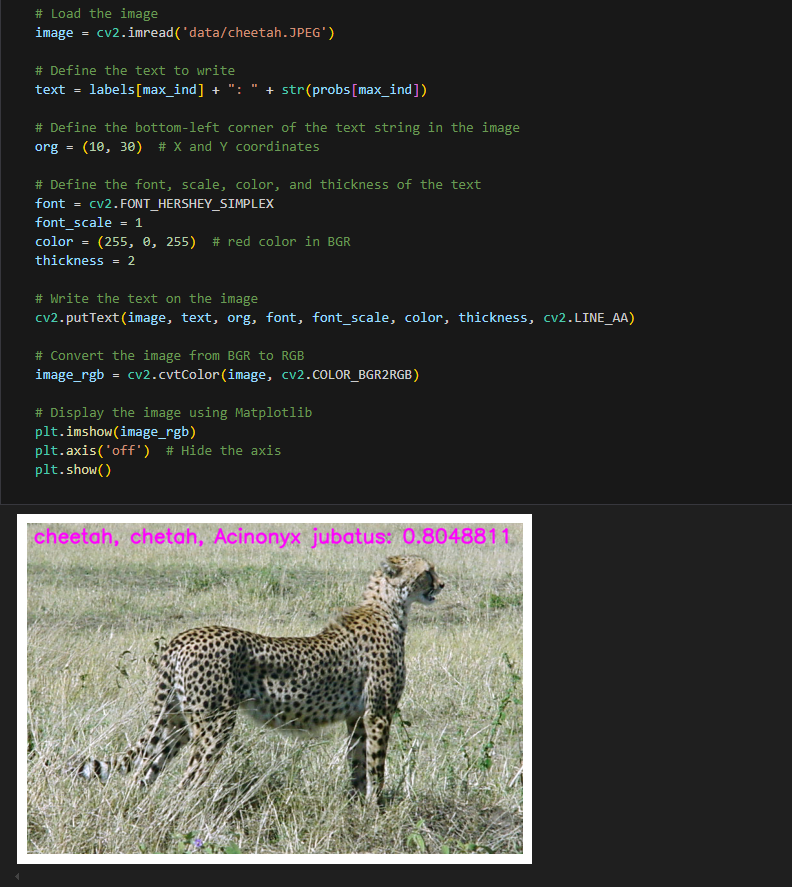 # Load the image
image = cv2.imread('data/cheetah.JPEG')
# Define the text to write
text = labels[max_ind] + ": " + str(probs[max_ind])
# Define the bottom-left corner of the text string in the image
org = (10, 30)  # X and Y coordinates
# Define the font, scale, color, and thickness of the text
font = cv2.FONT_HERSHEY_SIMPLEX
font_scale = 1
color = (255, 0, 255)  # red color in BGR
thickness = 2
# Write the text on the image
cv2.putText(image, text, org, font, font_scale, color, thickness, cv2.LINE_AA)
# Convert the image from BGR to RGB
image_rgb = cv2.cvtColor(image, cv2.COLOR_BGR2RGB)
# Display the image using Matplotlib
plt.imshow(image_rgb)
plt.axis('off')  # Hide the axis
plt.show()
cheetah, chetah, Acinonyx jubatus: 0.8048811